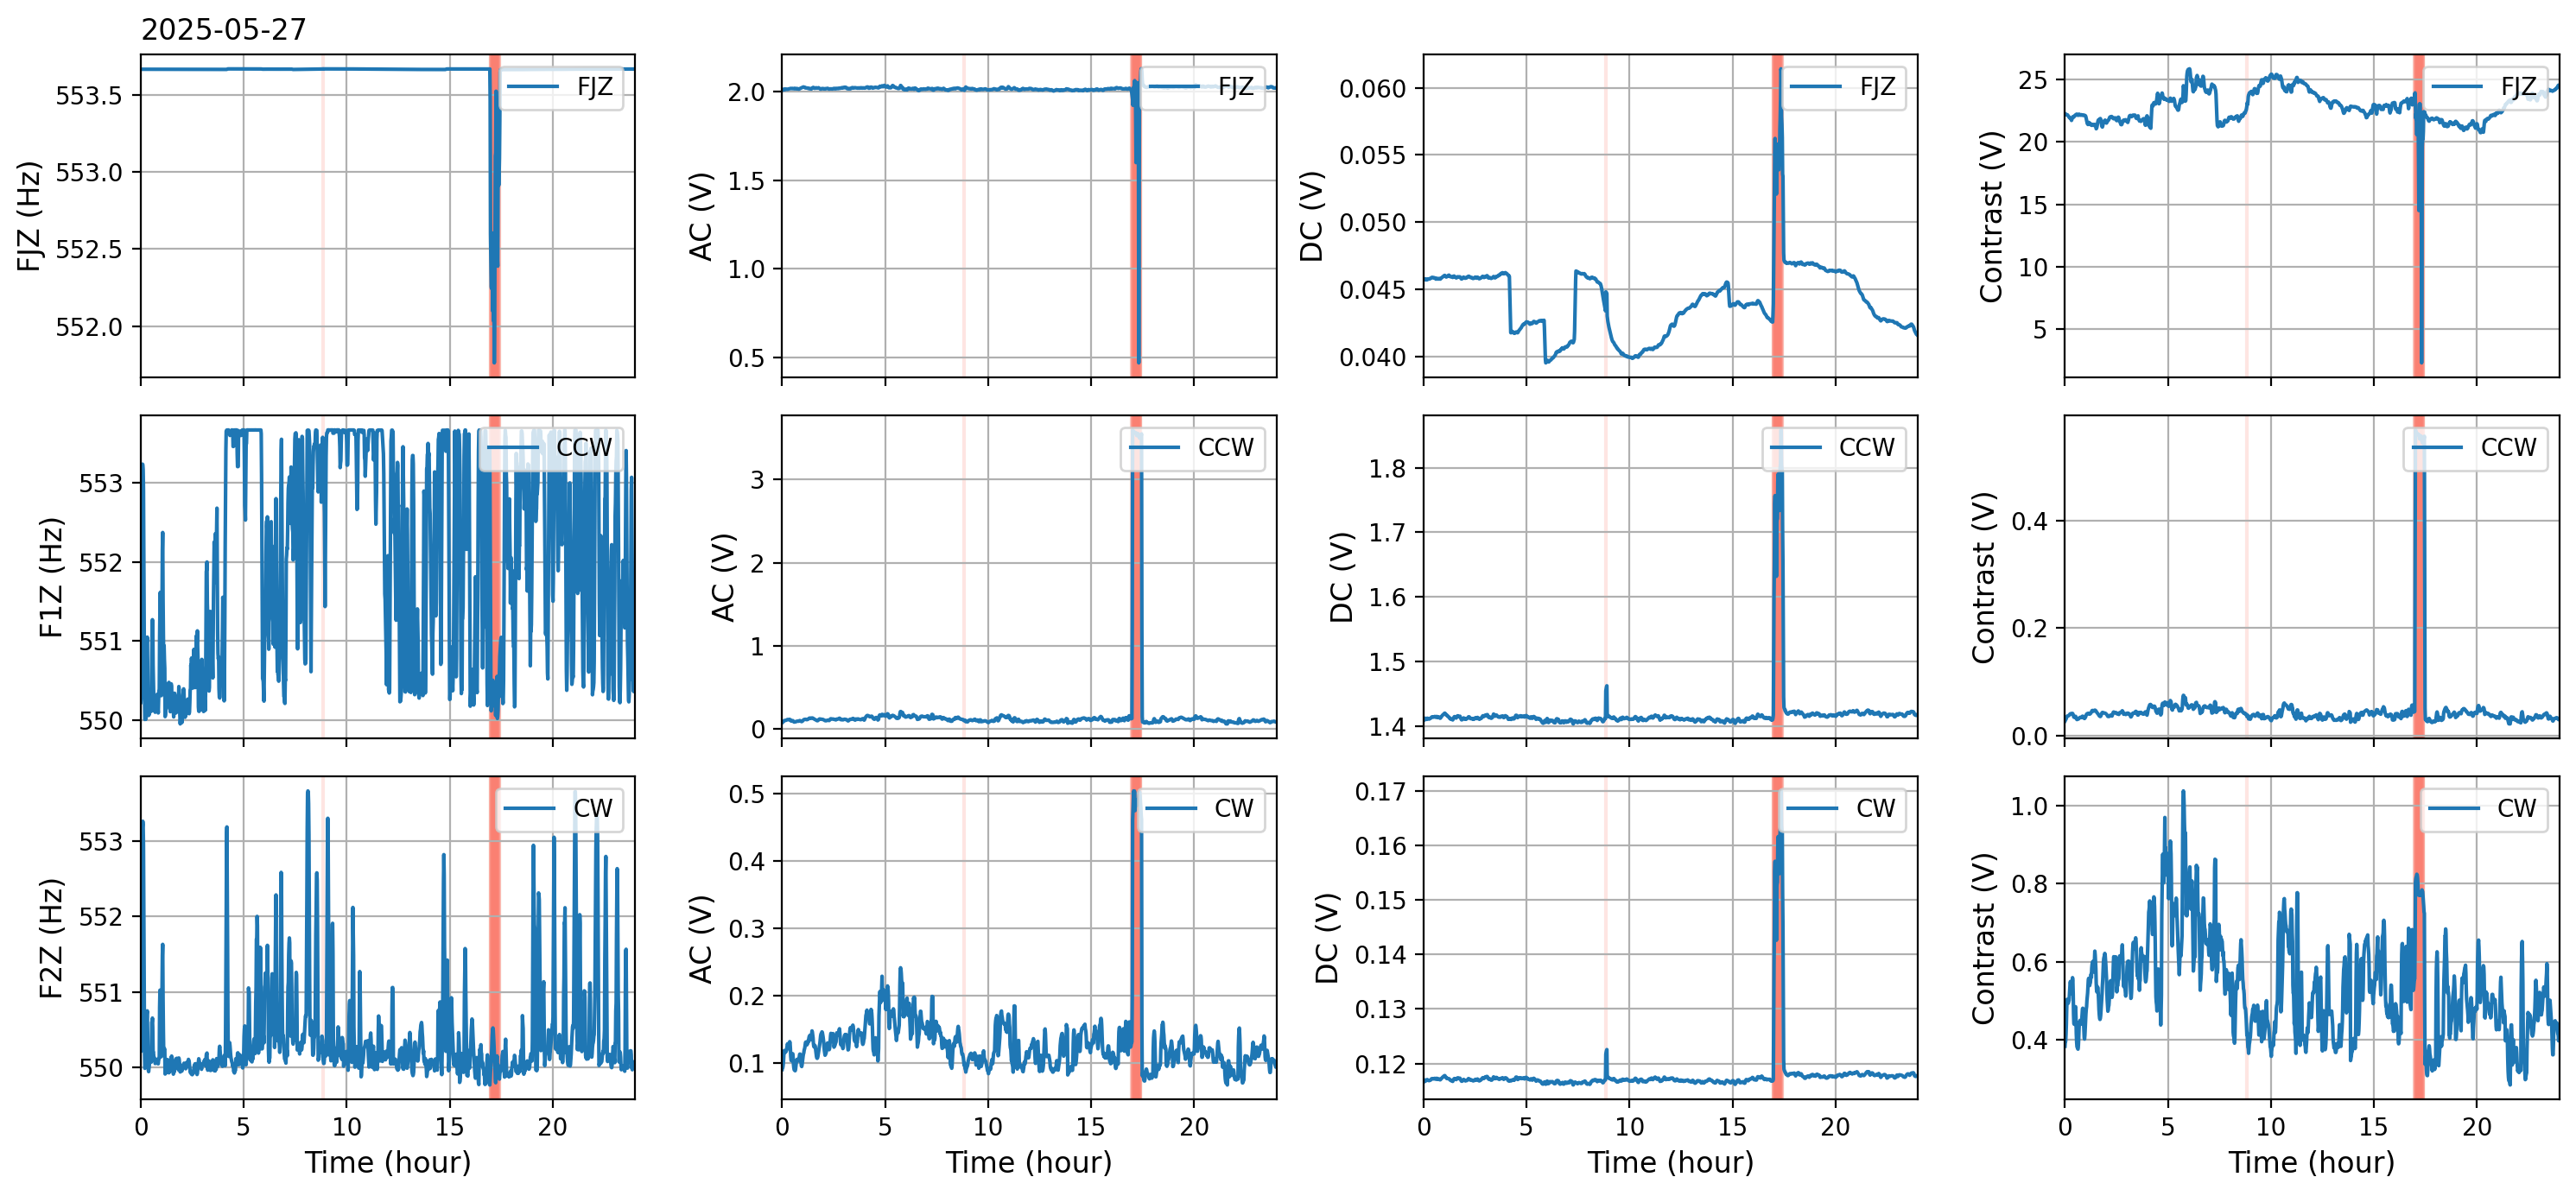 2025-05-27
FJZ (Hz)
553.5
553.0
552.5
552.0
FJZ
AC (V)
2.0
1.5
1.0
0.5
FJZ
DC (V)
0.060
0.055
0.050
0.045
0.040
FJZ
Contrast (V)
25
20
15
10
5
FJZ
F1Z (Hz)
553
552
551
550
CCW
AC (V)
3
2
1
0
CCW
DC (V)
1.8
1.7
1.6
1.5
1.4
CCW
Contrast (V)
0.4
0.2
0.0
CCW
F2Z (Hz)
553
552
551
550
CW
0 5 10 15 20
Time (hour)
AC (V)
0.5
0.4
0.3
0.2
0.1
CW
0 5 10 15 20
Time (hour)
DC (V)
0.17
0.16
0.15
0.14
0.13
0.12
CW
0 5 10 15 20
Time (hour)
Contrast (V)
1.0
0.8
0.6
0.4
CW
0 5 10 15 20
Time (hour)